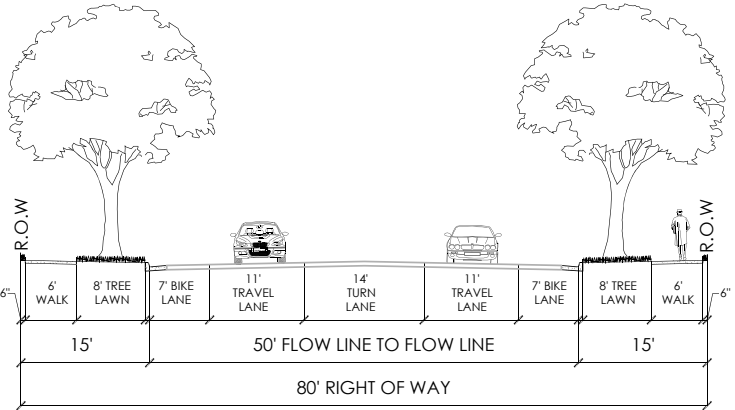 R.O.W
R.O.W
6"
6'
WALK
8' TREE
LAWN
7' BIKE
LANE
11'
TRAVEL
LANE
14'
TURN
LANE
11'
TRAVEL
LANE
7' BIKE
LANE
8' TREE
LAWN
6'
WALK
6"
15'
50' FLOW LINE TO FLOW LINE
15'
80' RIGHT OF WAY